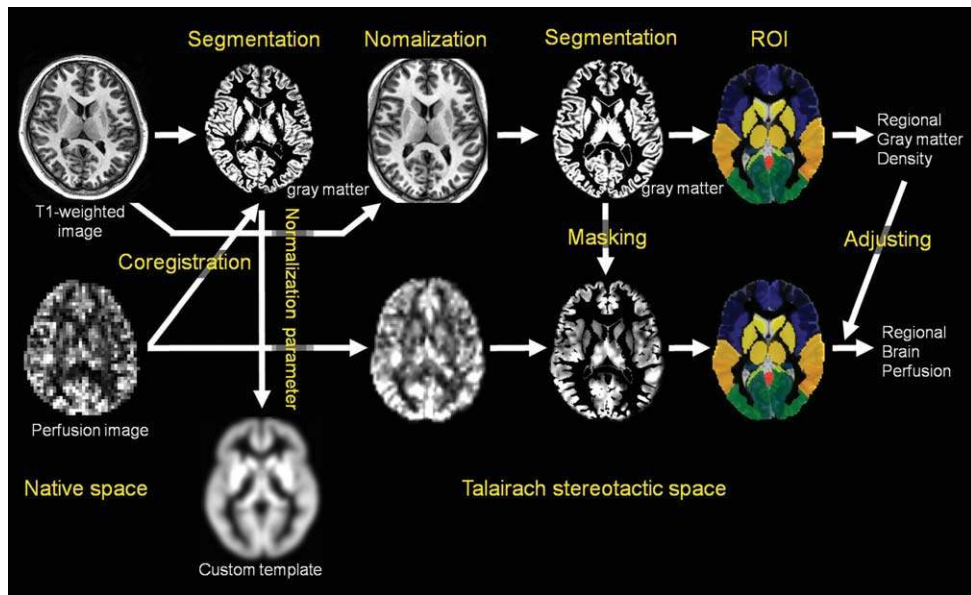 Segmentation
Nomalization
Segmentation
ROI
gray matter
gray matter
Regional
Gray matter
Density
T1-weighted
image
Coregistration
Normalization parameter
Masking
Adjusting
Perfusion image
Regional
Brain
Perfusion
Native space
Talairach stereotactic space
Custom template